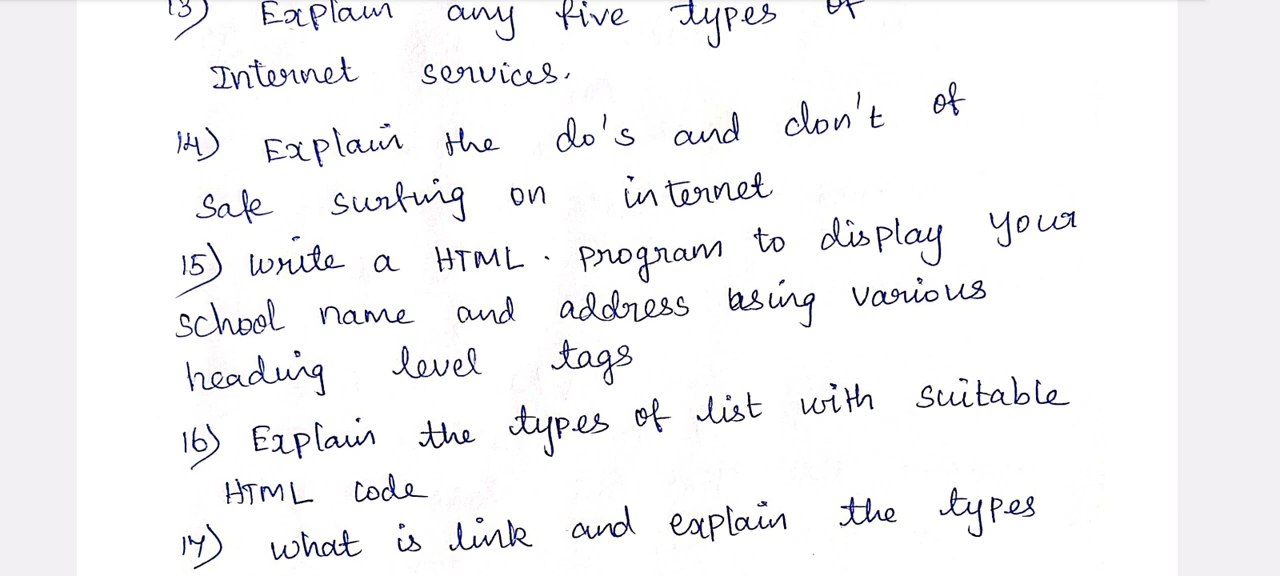 13) Explain any five types of
Internet services.
14) Explain the do's and don't of
safe surfing on internet
15) write a HTML. program to display your
school name and address using various
heading level tags
16) Explain the types of list with suitable
HTML code
17) what is link and explain the types